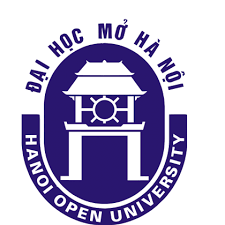 ĐẠI HỌC MỞ HÀ NỘI
HANOI OPEN UNIVERSITY